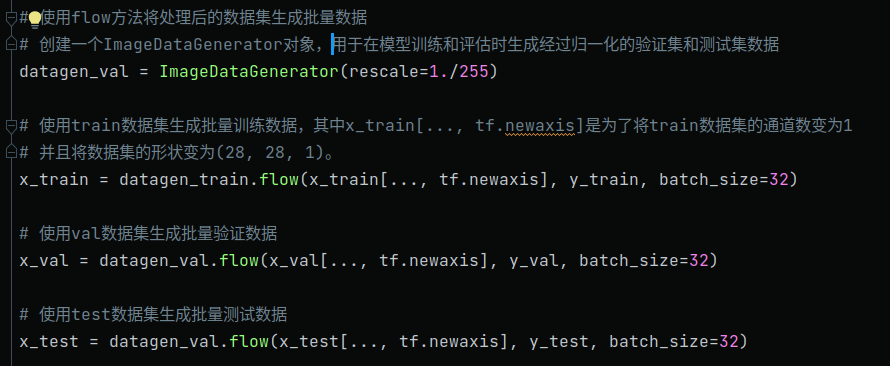 # 使用flow方法将处理后的数据集生成批量数据
# 创建一个ImageDataGenerator对象，用于在模型训练和评估时生成经过归一化的验证集和测试集数据
datagen_val = ImageDataGenerator(rescale=1./255)
# 使用train数据集生成批量训练数据，其中x_train[..., tf.newaxis]是为了将train数据集的通道数变为1
# 并且将数据集的形状变为(28, 28, 1)。
x_train = datagen_train.flow(x_train[..., tf.newaxis], y_train, batch_size=32)
# 使用val数据集生成批量验证数据
x_val = datagen_val.flow(x_val[..., tf.newaxis], y_val, batch_size=32)
# 使用test数据集生成批量测试数据
x_test = datagen_val.flow(x_test[..., tf.newaxis], y_test, batch_size=32)